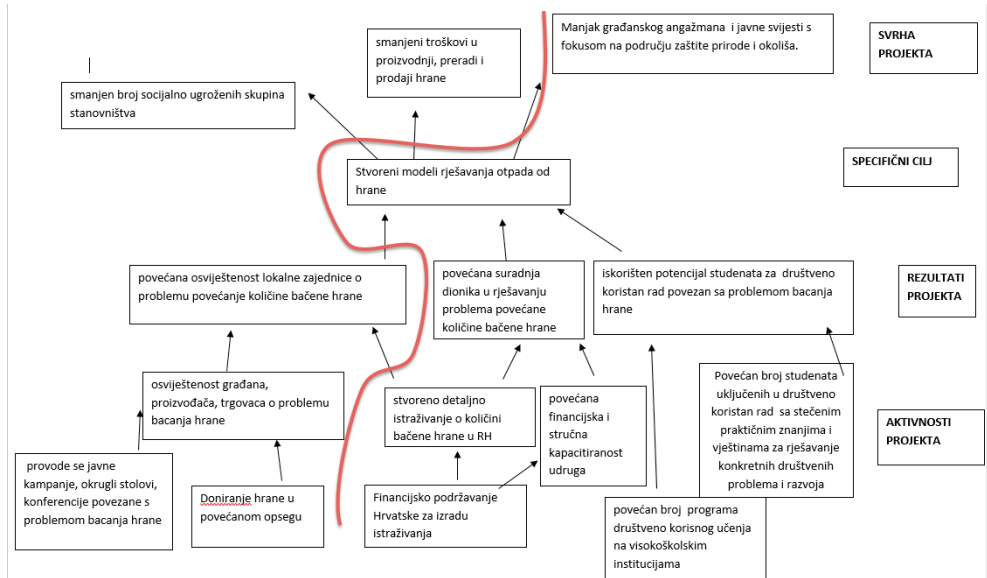 smanjeni troškovi u
proizvodnji, preradi i
prodaji hrane
Manjak građanskog angažmana  i javne svijesti s
fokusom na području zaštite prirode i okoliša.
SVRHA
PROJEKTA
smanjen broj socijalno ugroženih skupina
stanovništva
Stvoreni modeli rješavanja otpada od
hrane
SPECIFIČNI CILJ
povećana osviještenost lokalne zajednice o
problemu povećanje količine bačene hrane
povećana suradnja
dionika u rješavanju
problema povećane
količine bačene hrane
iskorišten potencijal studenata za  društveno
koristan rad povezan sa problemom bacanja
hrane
REZULTATI
PROJEKTA
osviještenost građana,
proizvođača, trgovaca o problemu
bacanja hrane
stvoreno detaljno
istraživanje o količini
bačene hrane u RH
povećana
financijska i
stručna
kapacitiranost
udruga
Povećan broj studenata
uključenih u društveno
koristan rad  sa stečenim
praktičnim znanjima i
vještinama za rješavanje
konkretnih društvenih
problema i razvoja
AKTIVNOSTI
PROJEKTA
provode se javne
kampanje, okrugli stolovi,
konferencije povezane s
problemom bacanja hrane
Doniranje hrane u
povećanom opsegu
Financijsko podržavanje
Hrvatske za izradu
istraživanja
povećan broj  programa
društveno korisnog učenja
na visokoškolskim
institucijama